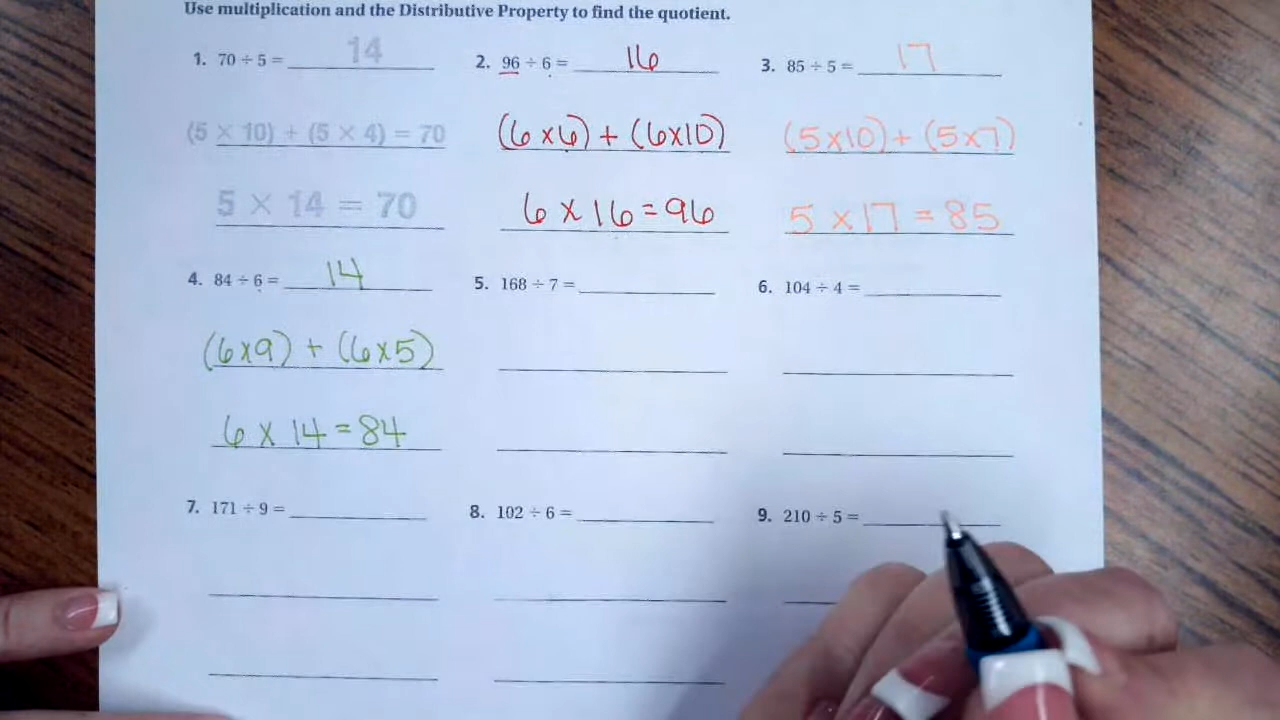 Use multiplication and the Distributive Property to find the quotient.
1. 70 ÷ 5 = 14
(5 × 10) + (5 × 4) = 70
5 × 14 = 70
2. 96 ÷ 6 = 16
(6 x 6) + (6x10)
6 x 16 = 96
3. 85 ÷ 5 = 17
(5x10) + (5x7)
5 x 17 = 85
4. 84 ÷ 6 = 14
(6x9) + (6x5)
6 x 14 = 84
5. 168 ÷ 7 =
6. 104 ÷ 4 =
7. 171 ÷ 9 =
8. 102 ÷ 6 =
9. 210 ÷ 5 =